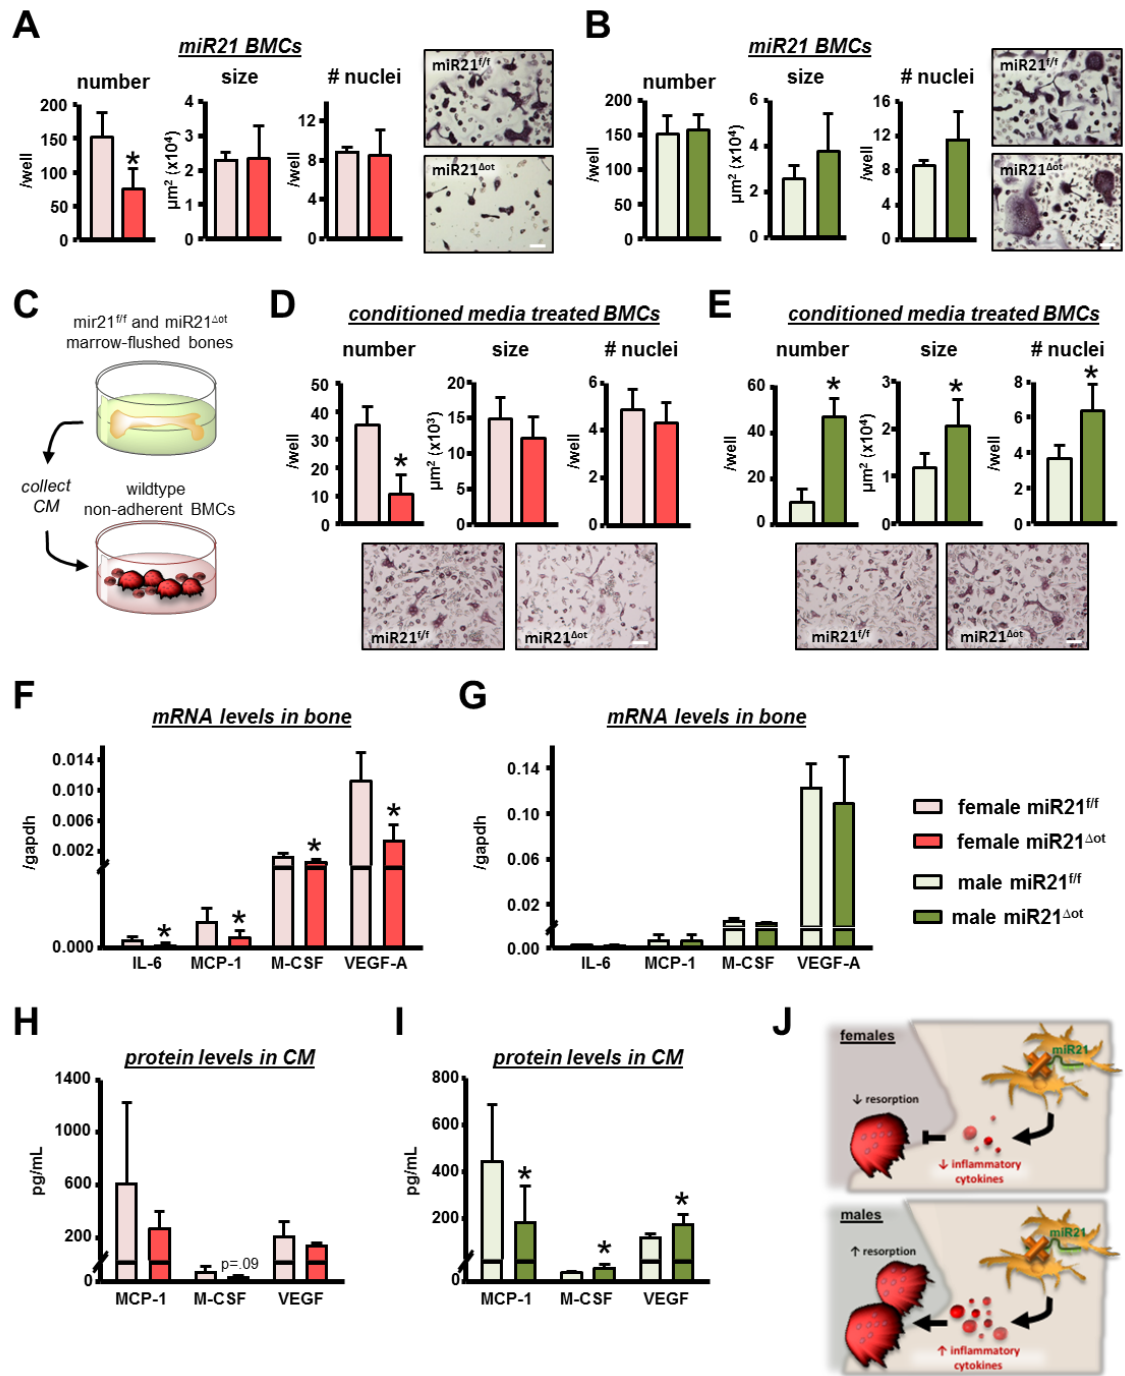 A
miR21 BMCs
number
size
# nuclei
/well
200
150
100
50
0
*
µm² (x10⁴)
4
3
2
1
0
/well
12
8
4
0
miR21f/f
miR21Δot
B
miR21 BMCs
number
size
# nuclei
/well
200
150
100
50
0
µm² (x10⁴)
6
4
2
0
/well
16
12
8
4
0
miR21f/f
miR21Δot
C
mir21f/f and miR21Δot
marrow-flushed bones
collect
CM
wildtype
non-adherent BMCs
D
conditioned media treated BMCs
number
size
# nuclei
/well
50
40
30
20
10
0
*
µm² (x10³)
20
15
10
5
0
/well
6
4
2
0
miR21f/f
miR21Δot
E
conditioned media treated BMCs
number
size
# nuclei
/well
60
40
20
0
*
µm² (x10⁴)
3
2
1
0
*
/well
8
6
4
2
0
*
miR21f/f
miR21Δot
F
mRNA levels in bone
/gapdh
0.014
0.010
0.006
0.002
0.000
*
*
*
*
IL-6
MCP-1
M-CSF
VEGF-A
G
mRNA levels in bone
/gapdh
0.14
0.10
0.06
0.02
0.00
IL-6
MCP-1
M-CSF
VEGF-A
female miR21f/f
female miR21Δot
male miR21f/f
male miR21Δot
H
protein levels in CM
pg/mL
1400
1000
600
200
0
p=.09
MCP-1
M-CSF
VEGF
I
protein levels in CM
pg/mL
800
600
400
200
0
*
*
*
MCP-1
M-CSF
VEGF
J
females
miR21
↓ resorption
↓ inflammatory
cytokines
males
miR21
↑ resorption
↑ inflammatory
cytokines